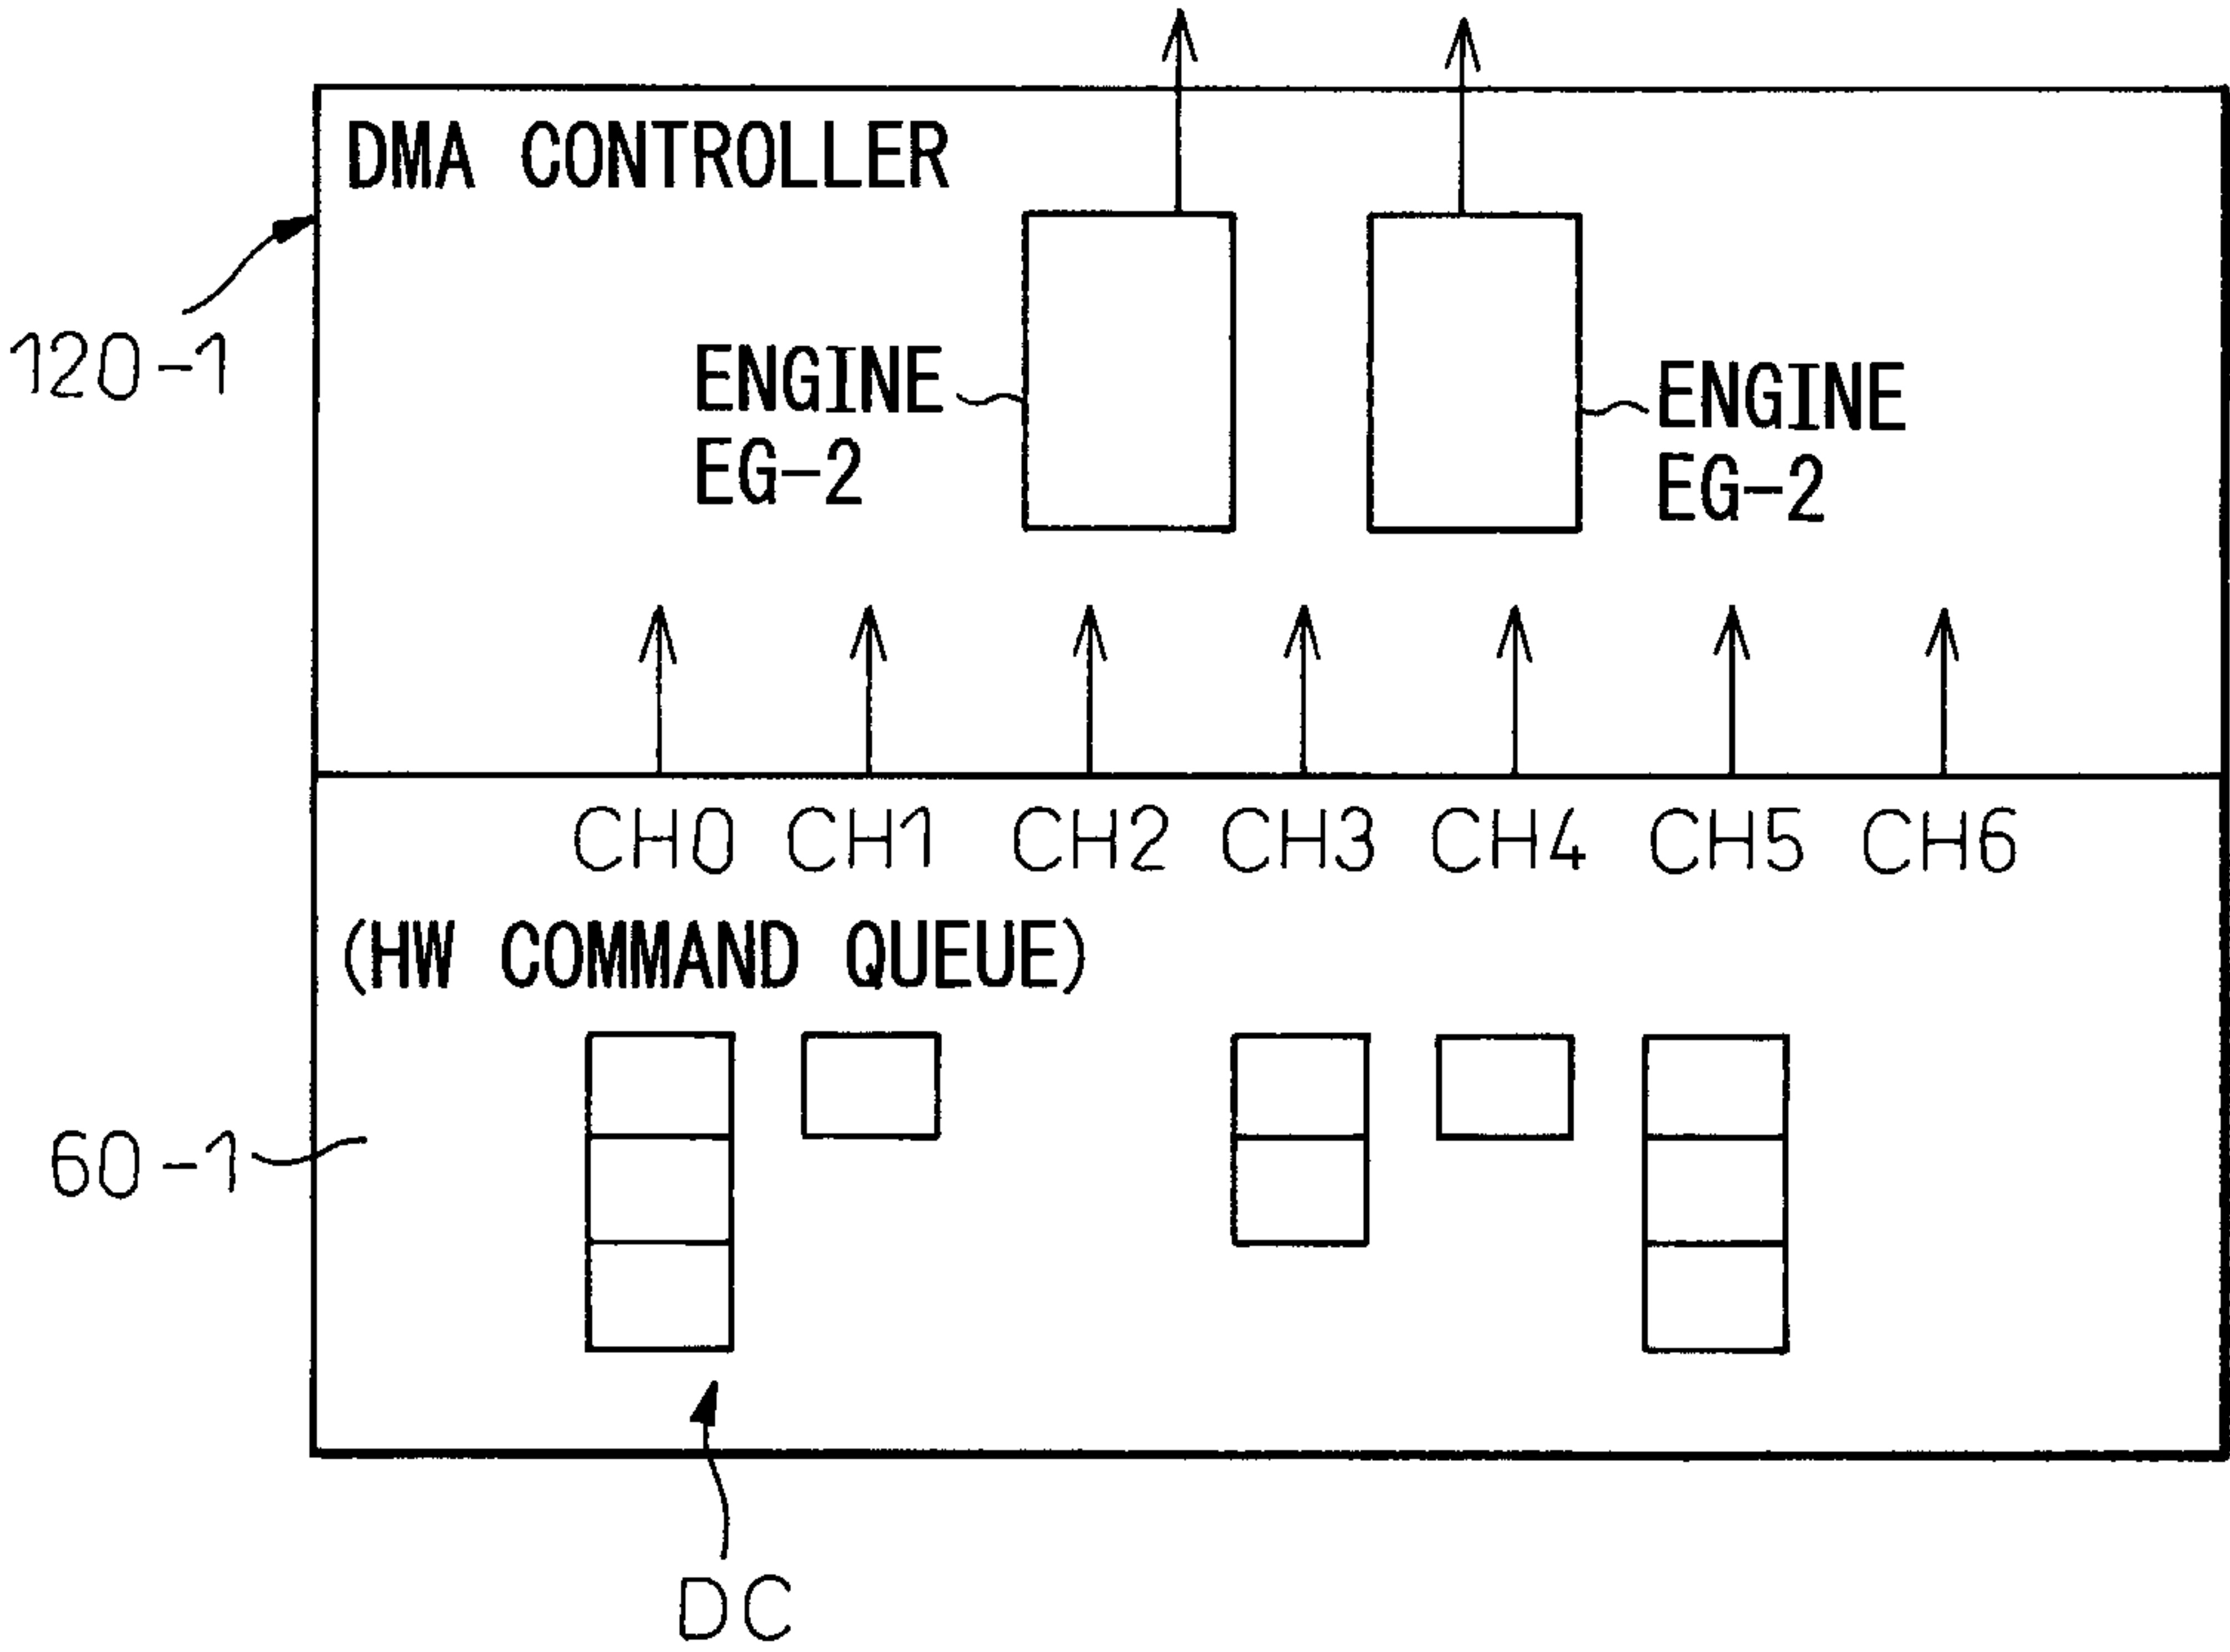 DMA CONTROLLER
120-1
ENGINE
EG-2
ENGINE
EG-2
CH0 CH1 CH2 CH3 CH4 CH5 CH6
(HW COMMAND QUEUE)
60-1
DC